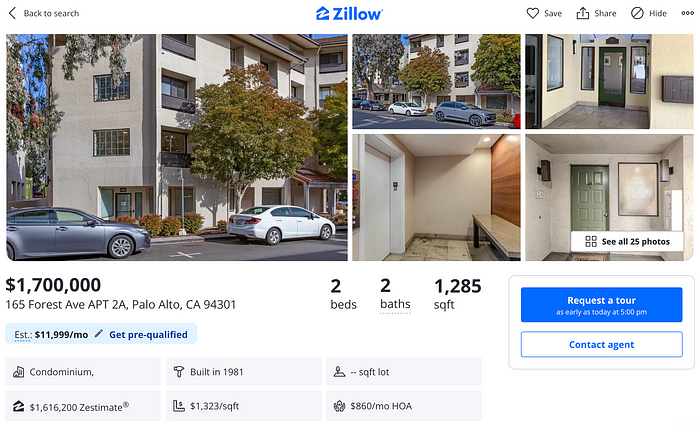 Back to search
Zillow
Save
Share
Hide
See all 25 photos
$1,700,000
165 Forest Ave APT 2A, Palo Alto, CA 94301
2
beds
2
baths
1,285
sqft
Est.: $11,999/mo Get pre-qualified
Request a tour
as early as today at 5:00 pm
Contact agent
Condominium,
Built in 1981
-- sqft lot
$1,616,200 Zestimate®
$1,323/sqft
$860/mo HOA